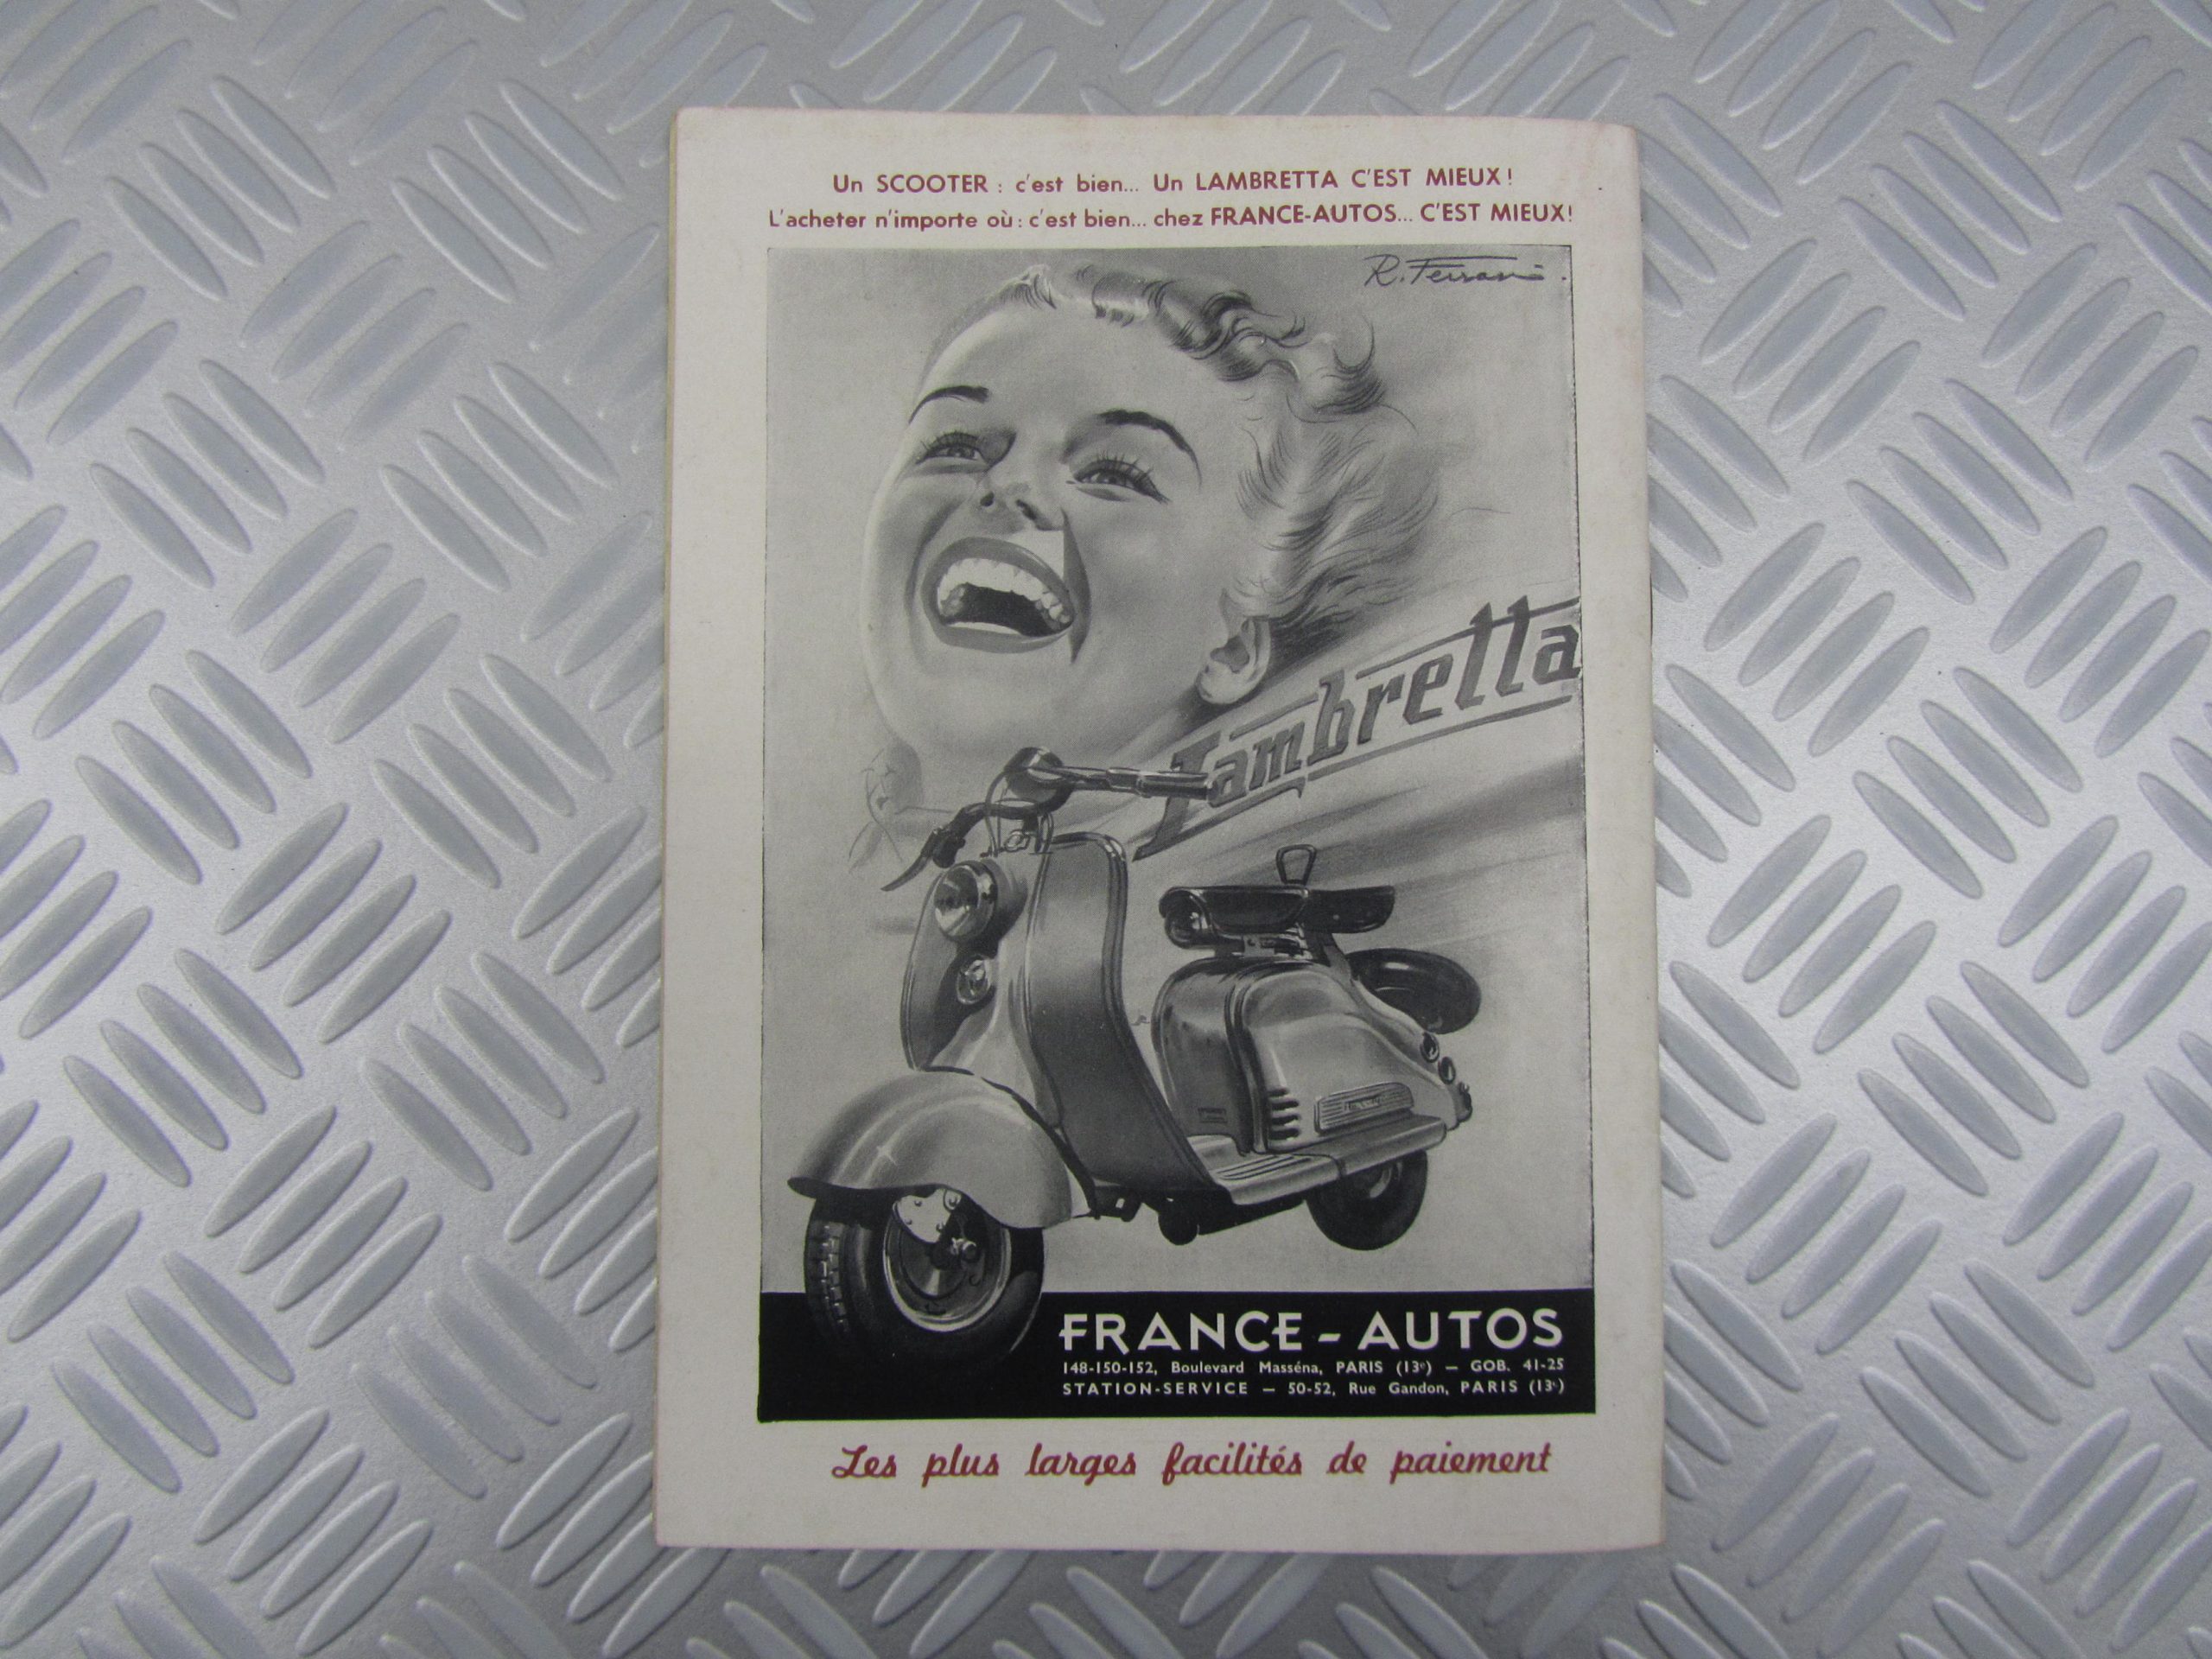 Un SCOOTER : c'est bien... Un LAMBRETTA C'EST MIEUX !
L'acheter n'importe où : c'est bien... chez FRANCE-AUTOS... C'EST MIEUX !
R. Ferrari
Lambretta
FRANCE - AUTOS
148-150-152, Boulevard Masséna, PARIS (13e) — GOB. 41-25
STATION-SERVICE — 50-52, Rue Gandon, PARIS (13e)
Les plus larges facilités de paiement